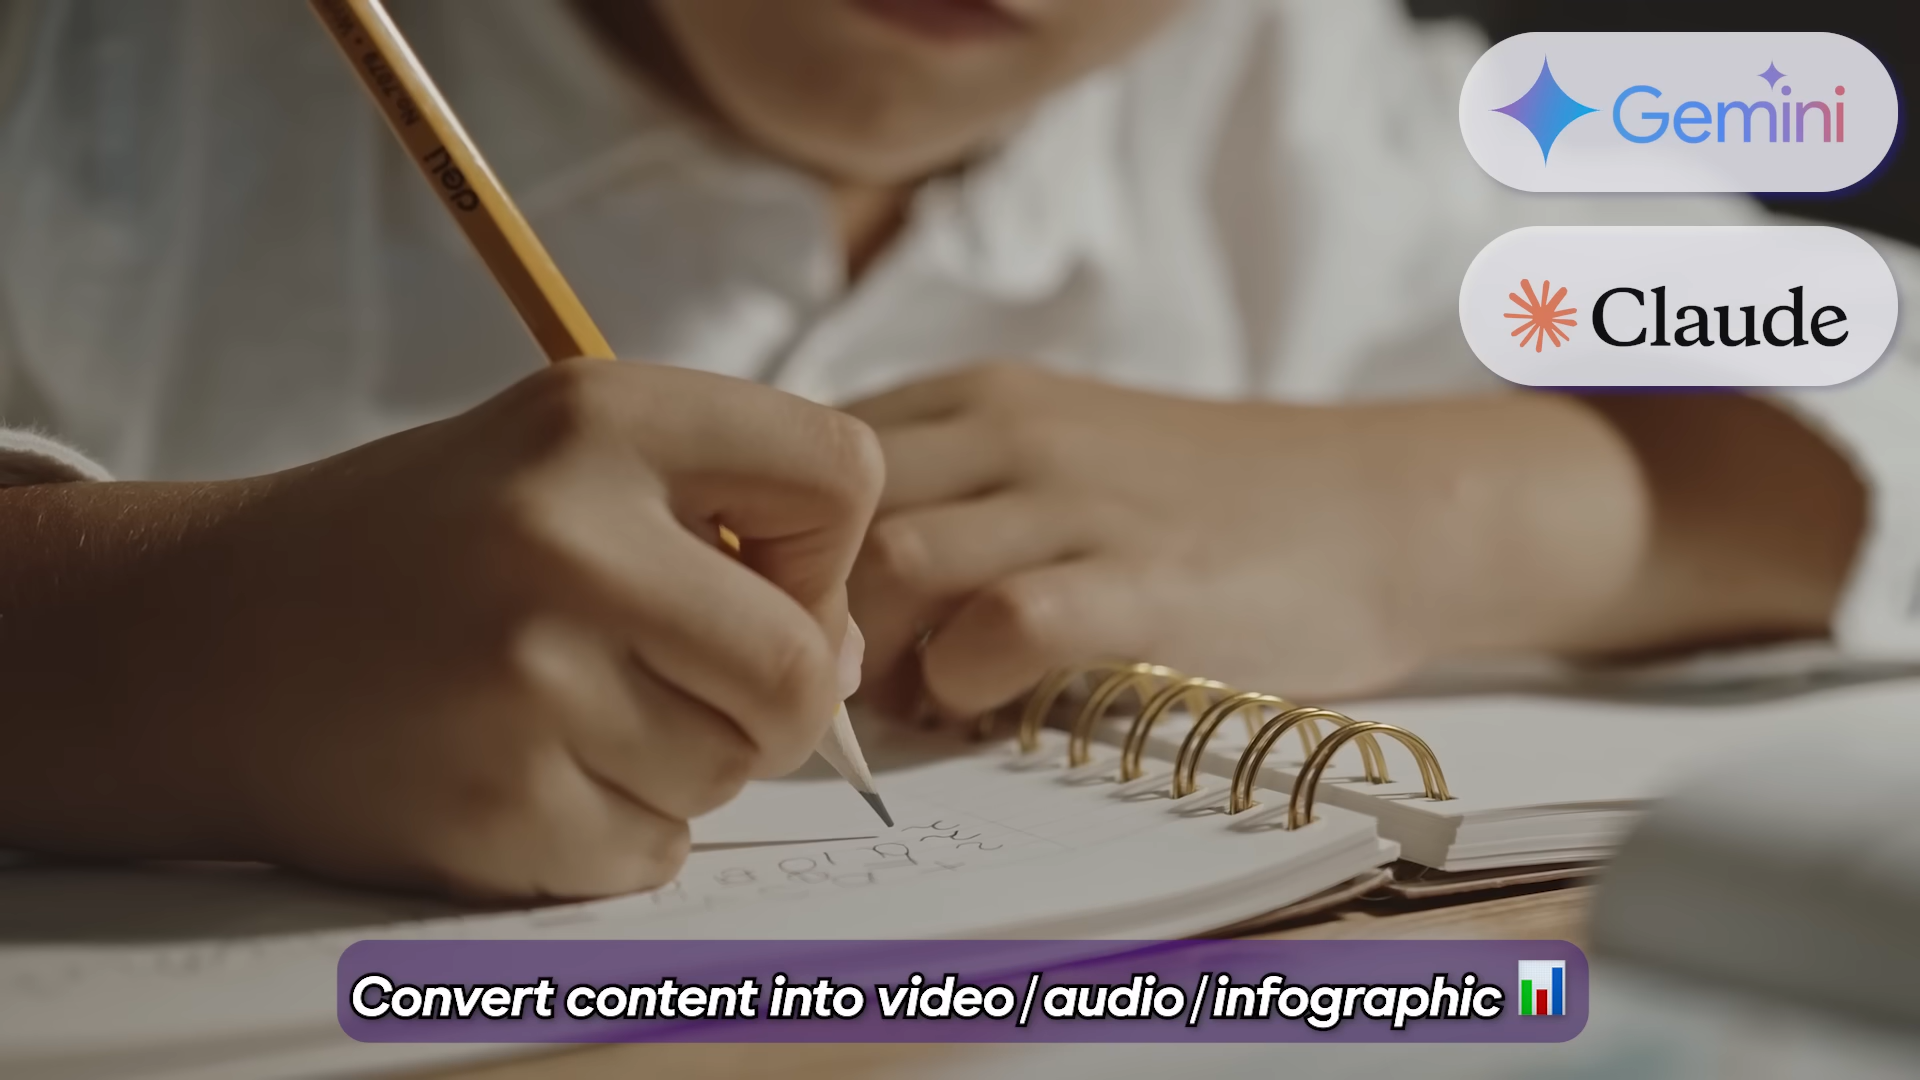 Gemini
Claude
deli
Convert content into video/audio/infographic 📊